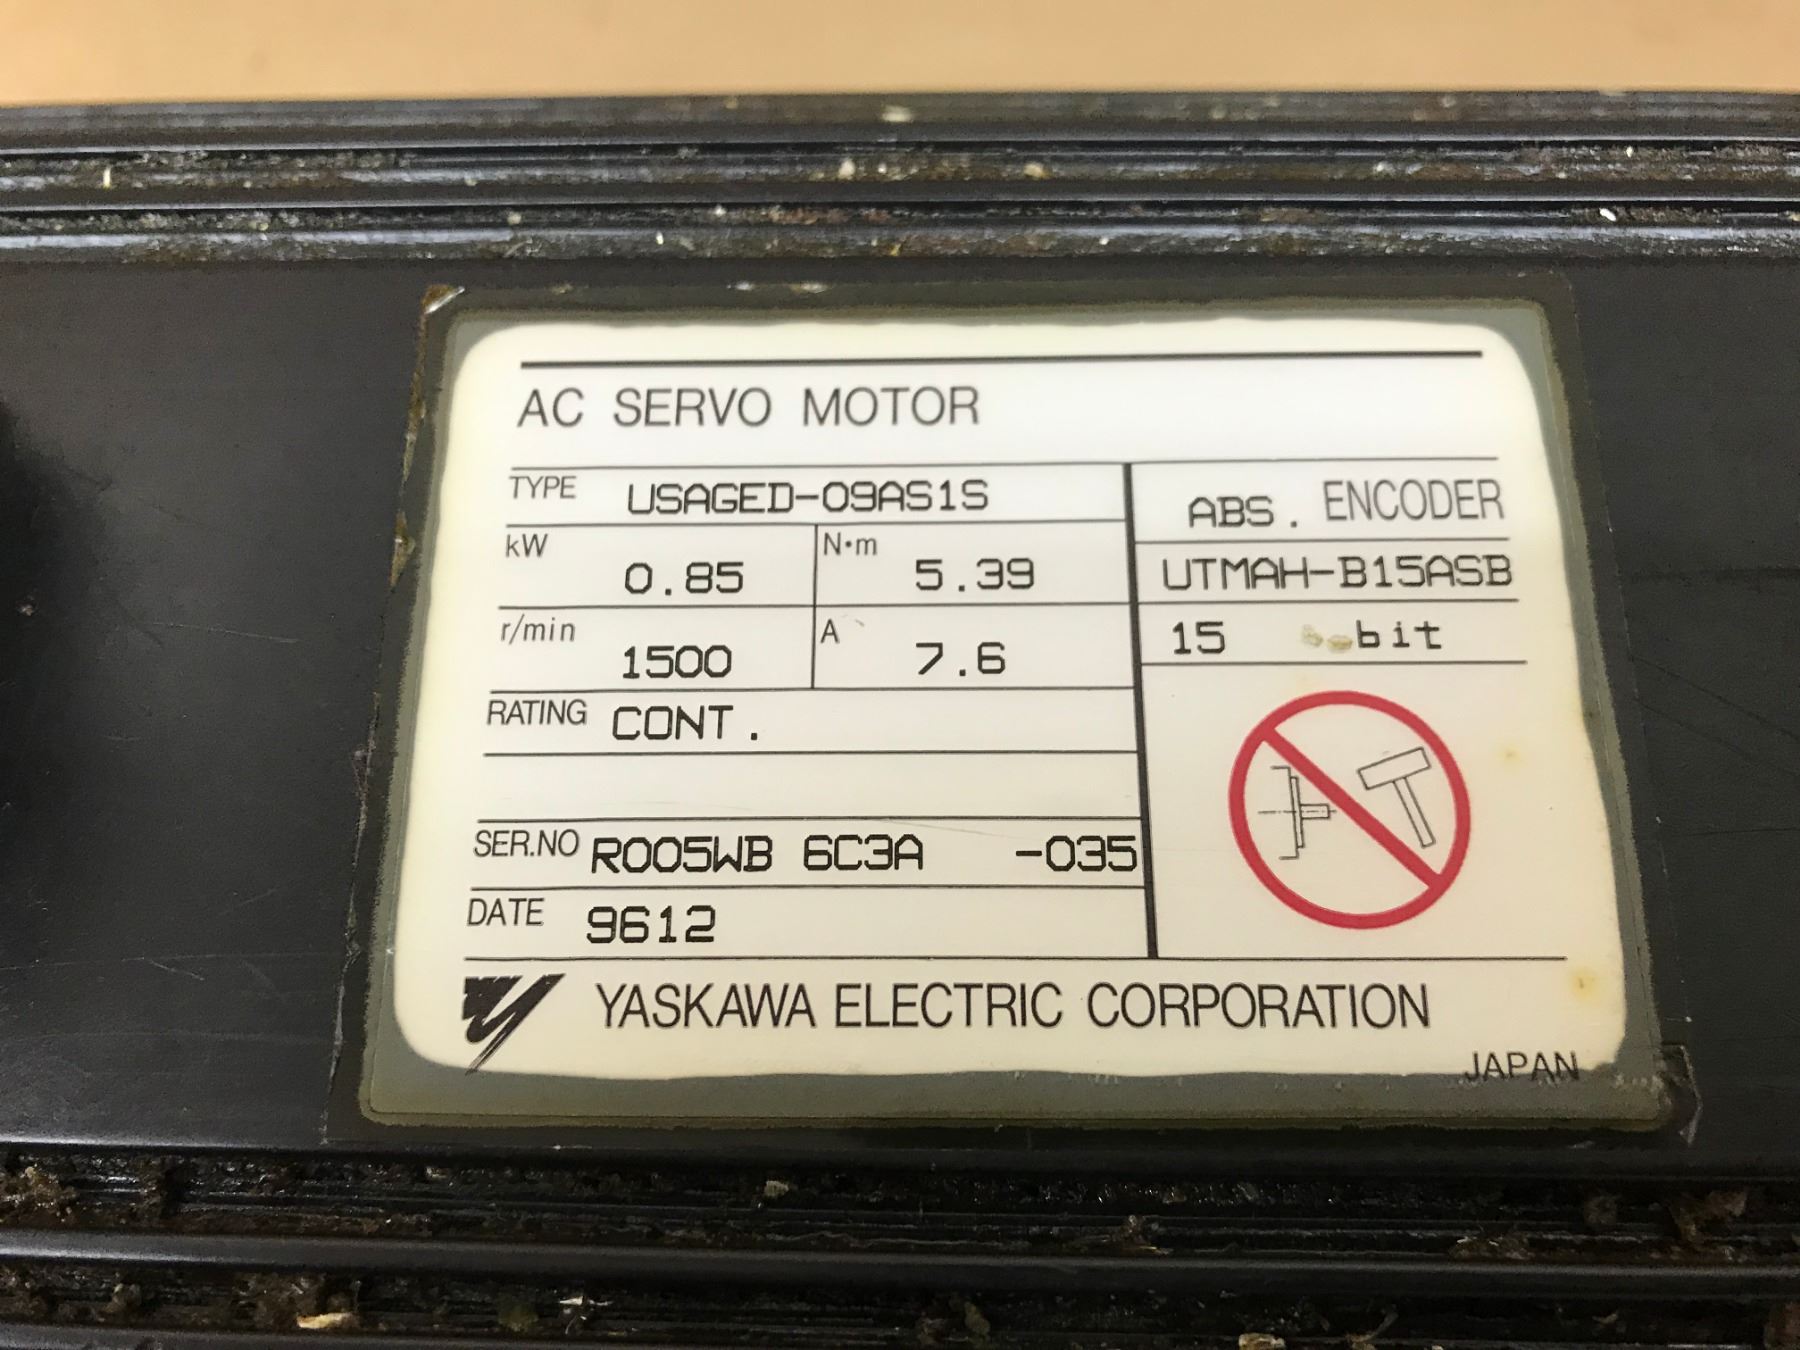 AC SERVO MOTOR
TYPE USAGED-09AS1S
ABS. ENCODER
kW 0.85 N·m 5.39
UTMAH-B15ASB
r/min 1500 A 7.6
15 bit
RATING CONT.
SER.NO R005WB 6C3A -035
DATE 9612
YASKAWA ELECTRIC CORPORATION
JAPAN